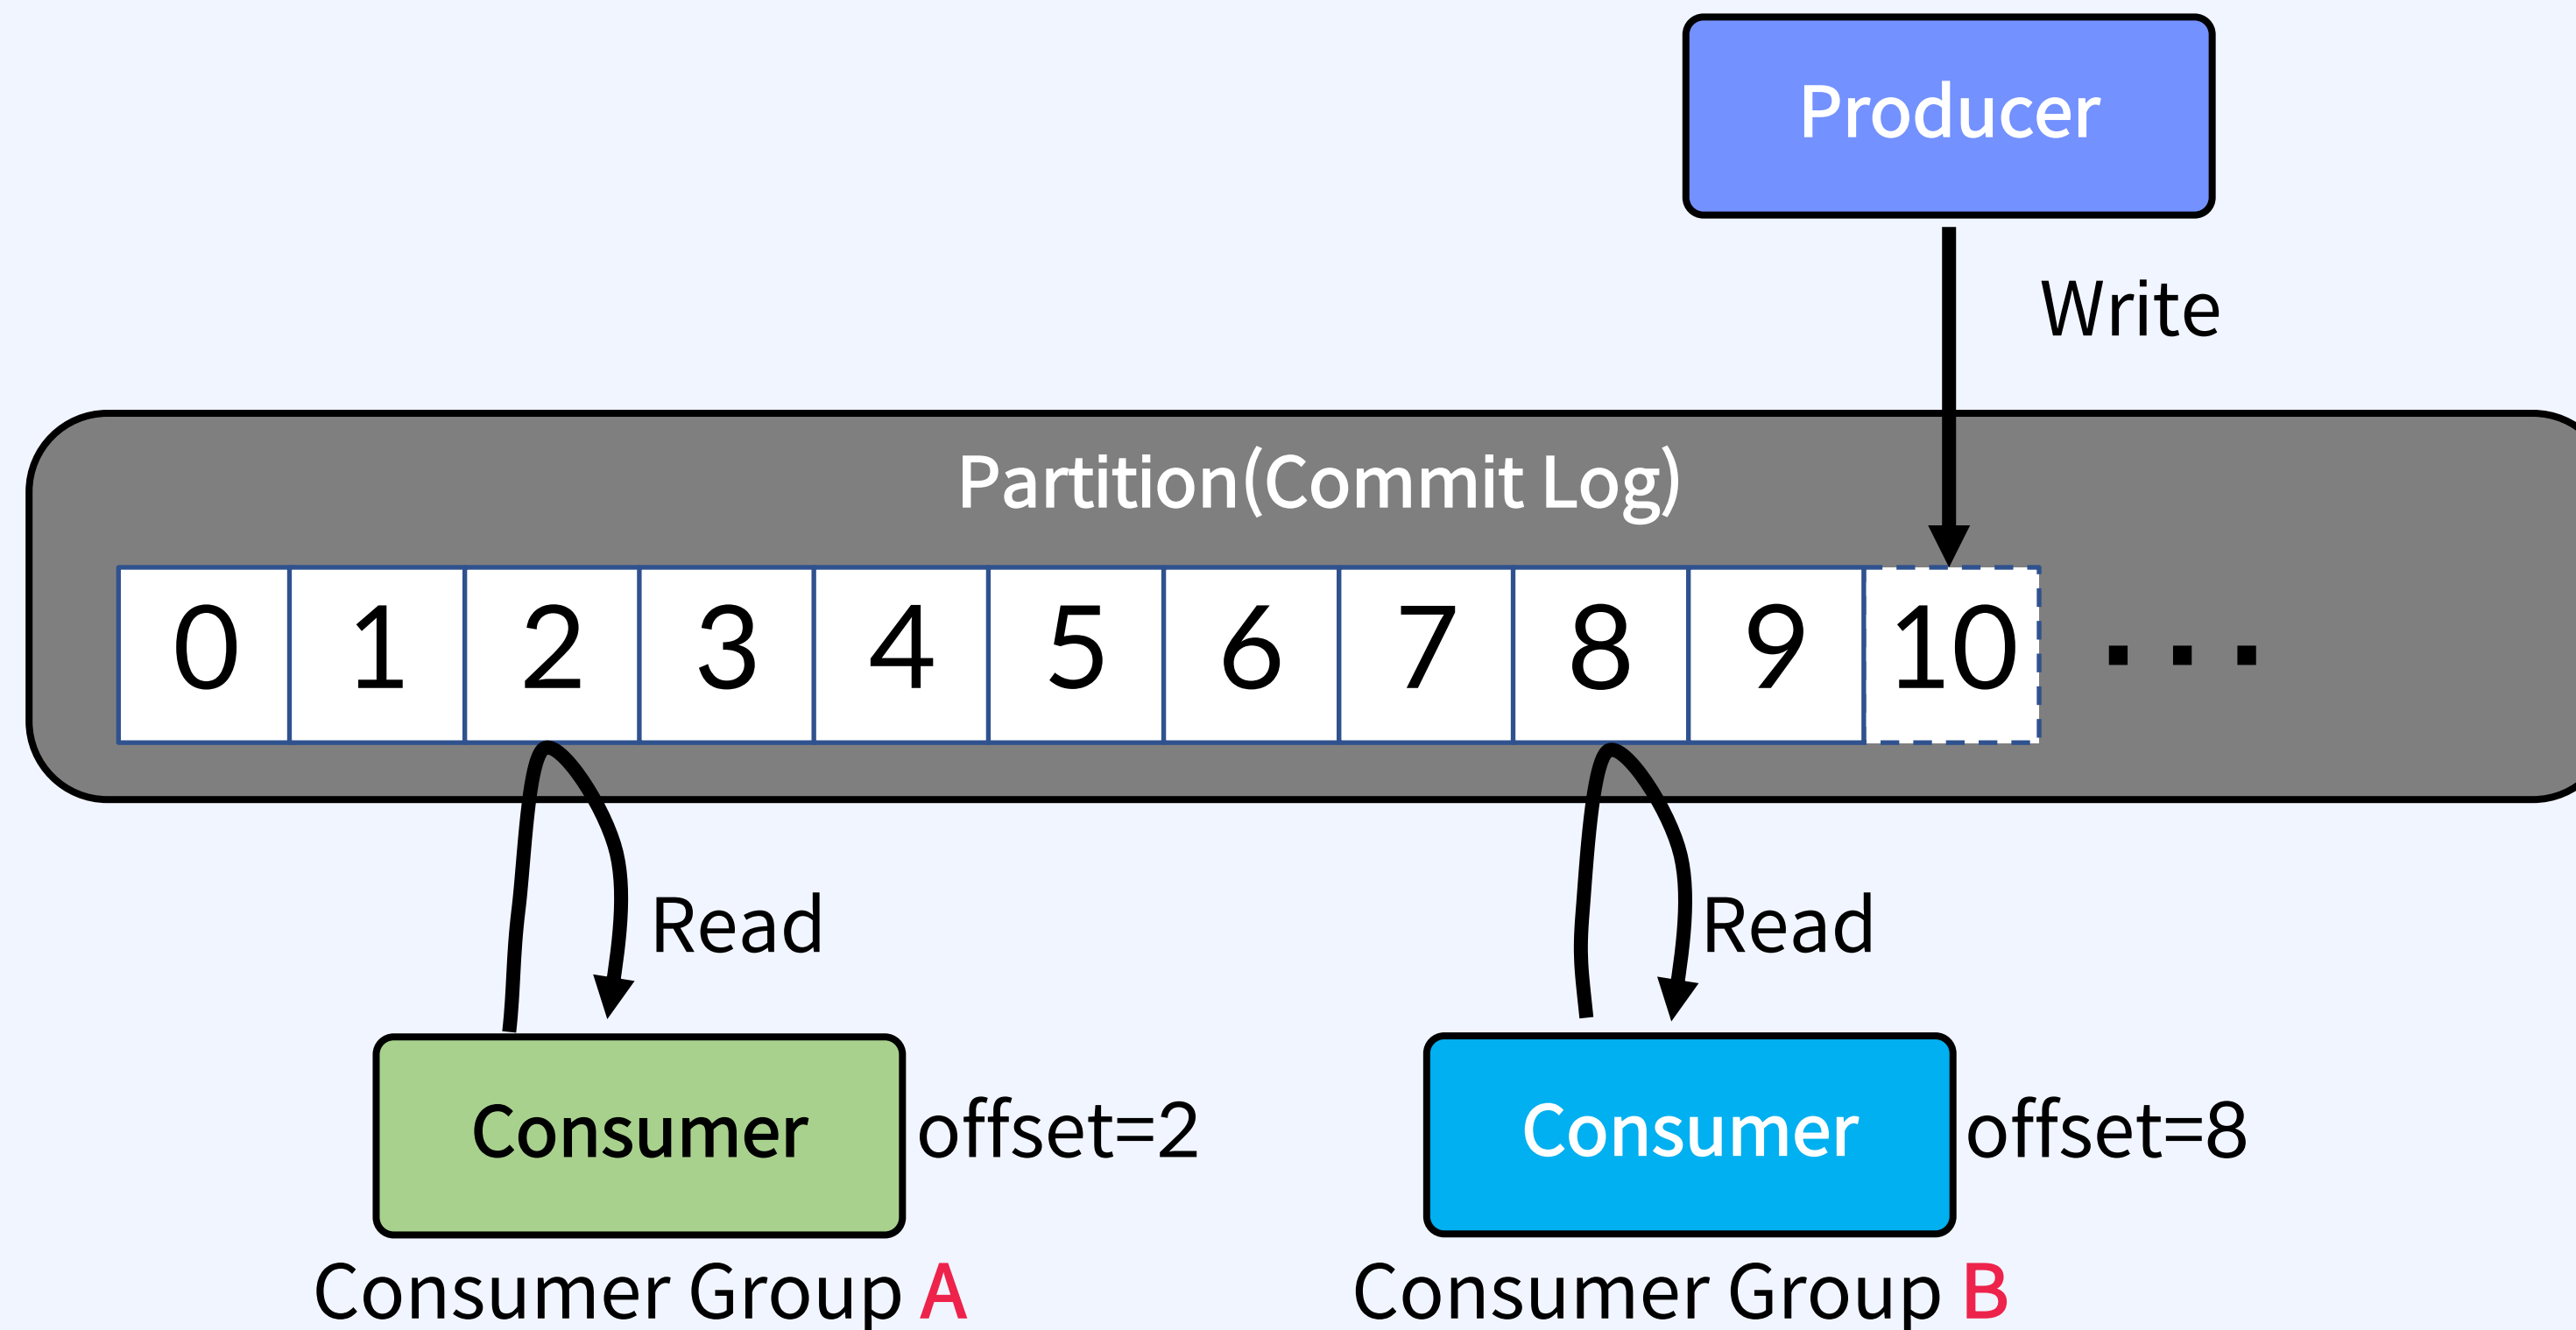 Producer
Write
Partition(Commit Log)
0 1 2 3 4 5 6 7 8 9 10 ...
Read
Read
Consumer offset=2
Consumer offset=8
Consumer Group A
Consumer Group B